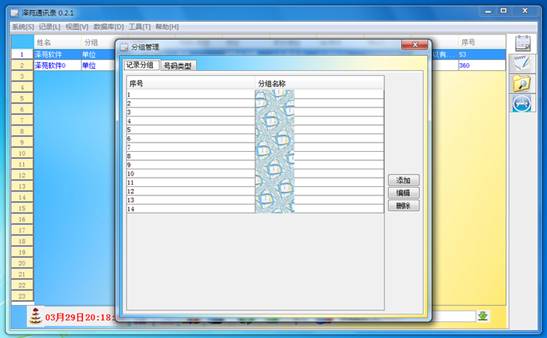 泽苑通讯录 0.2.1
系统[S] 记录[L] 视图[V] 数据库[D] 工具[T] 帮助[H]
姓名 分组 序号
1 泽苑软件 单位 以有 53
2 泽苑软件0 单位 360
3
4
5
6
7
8
9
10
11
12
13
14
15
16
17
18
19
20
21
22
23
分组管理
记录分组 号码类型
序号 分组名称
1
2
3
4
5
6
7
8
9
10
11
12
13
14
添加
编辑
删除
03月29日20:18: